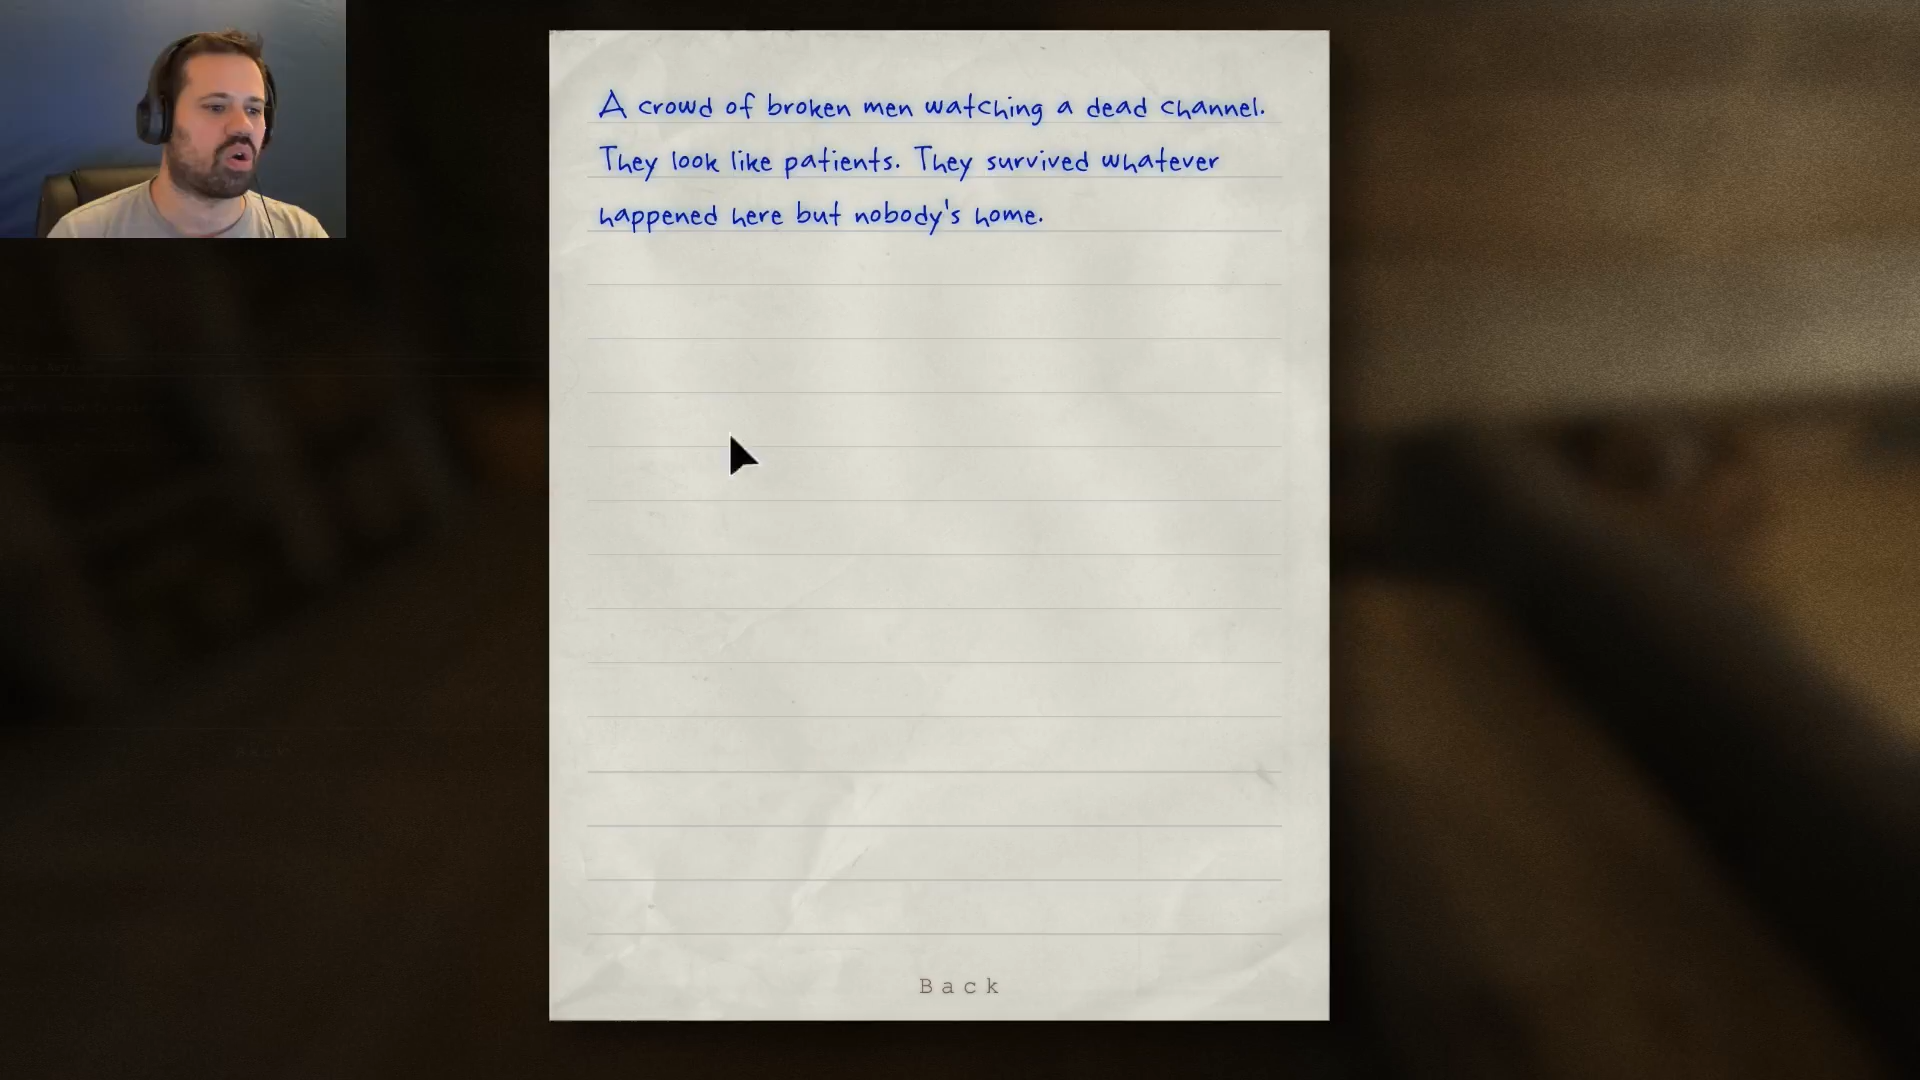 A crowd of broken men watching a dead channel.
They look like patients. They survived whatever
happened here but nobody's home.
Back